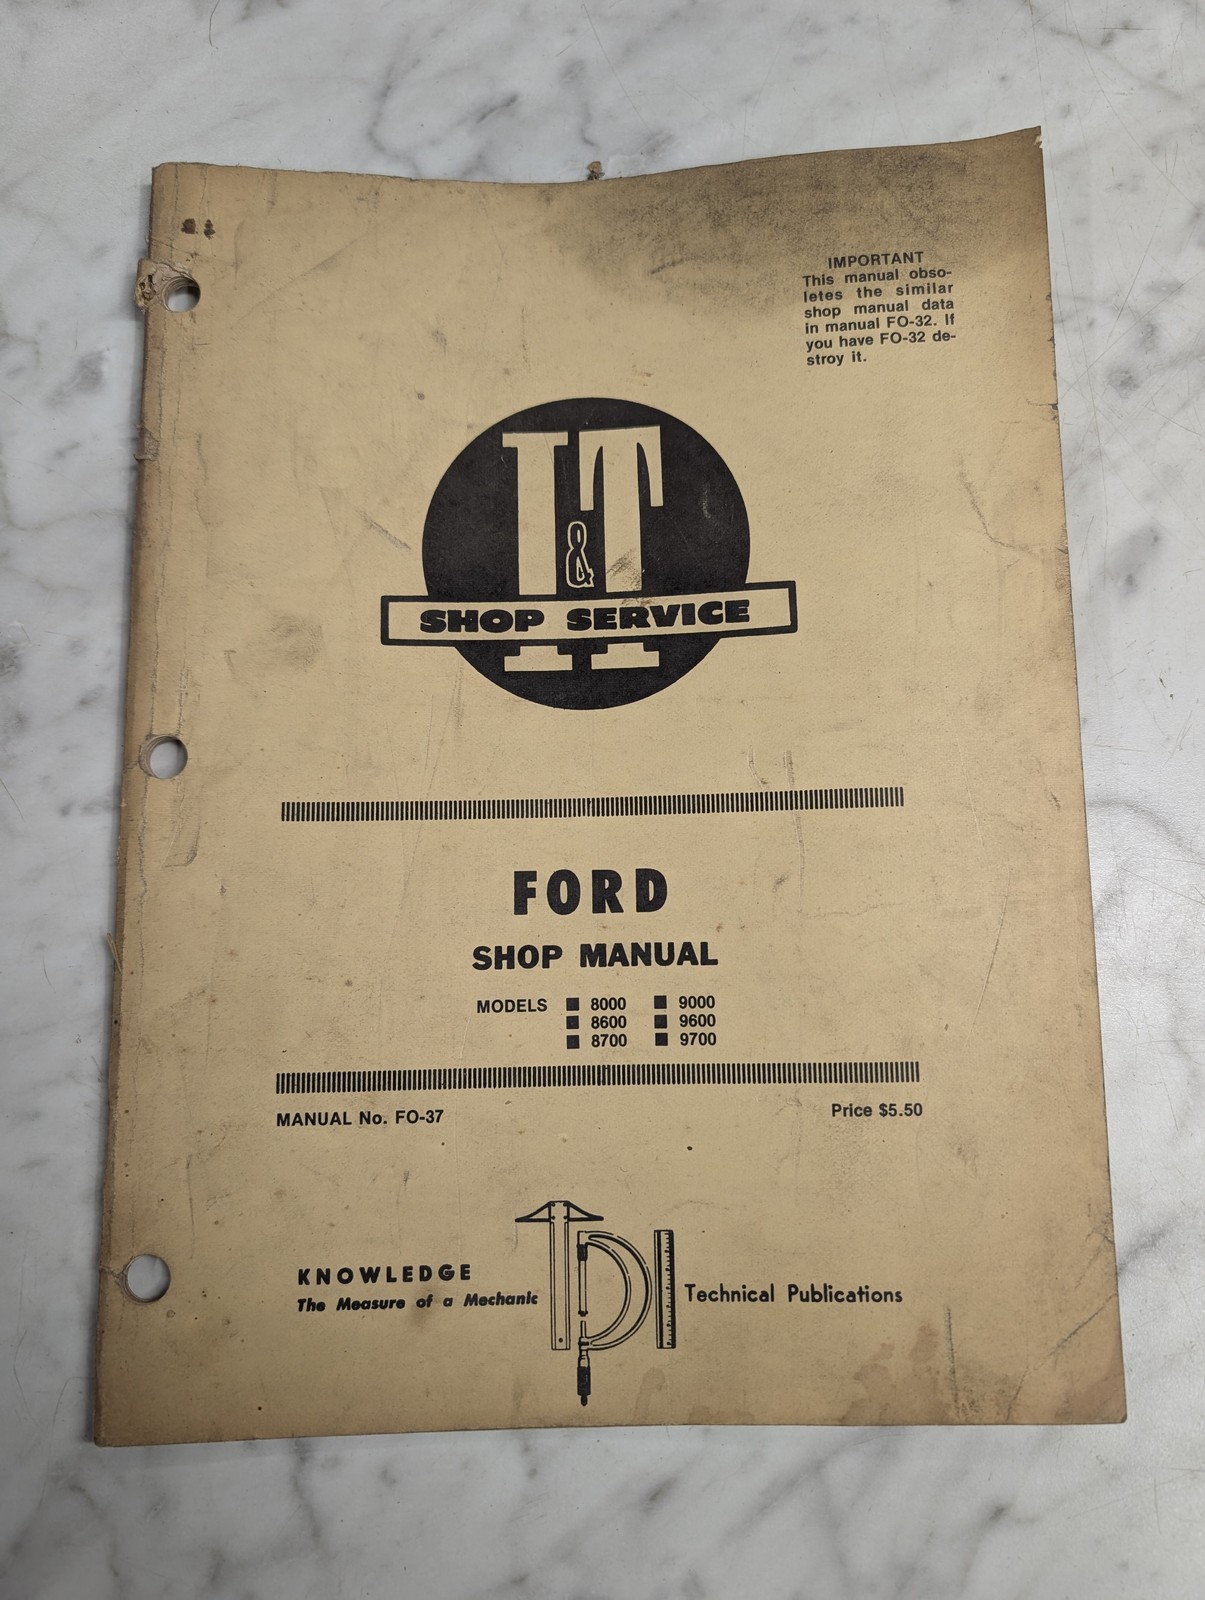 IMPORTANT
This manual obso-
letes the similar
shop manual data
in manual FO-32. If
you have FO-32 de-
stroy it.
I&T
SHOP SERVICE
FORD
SHOP MANUAL
MODELS ■ 8000 ■ 9000
■ 8600 ■ 9600
■ 8700 ■ 9700
MANUAL No. FO-37
Price $5.50
KNOWLEDGE
The Measure of a Mechanic
TPI
Technical Publications